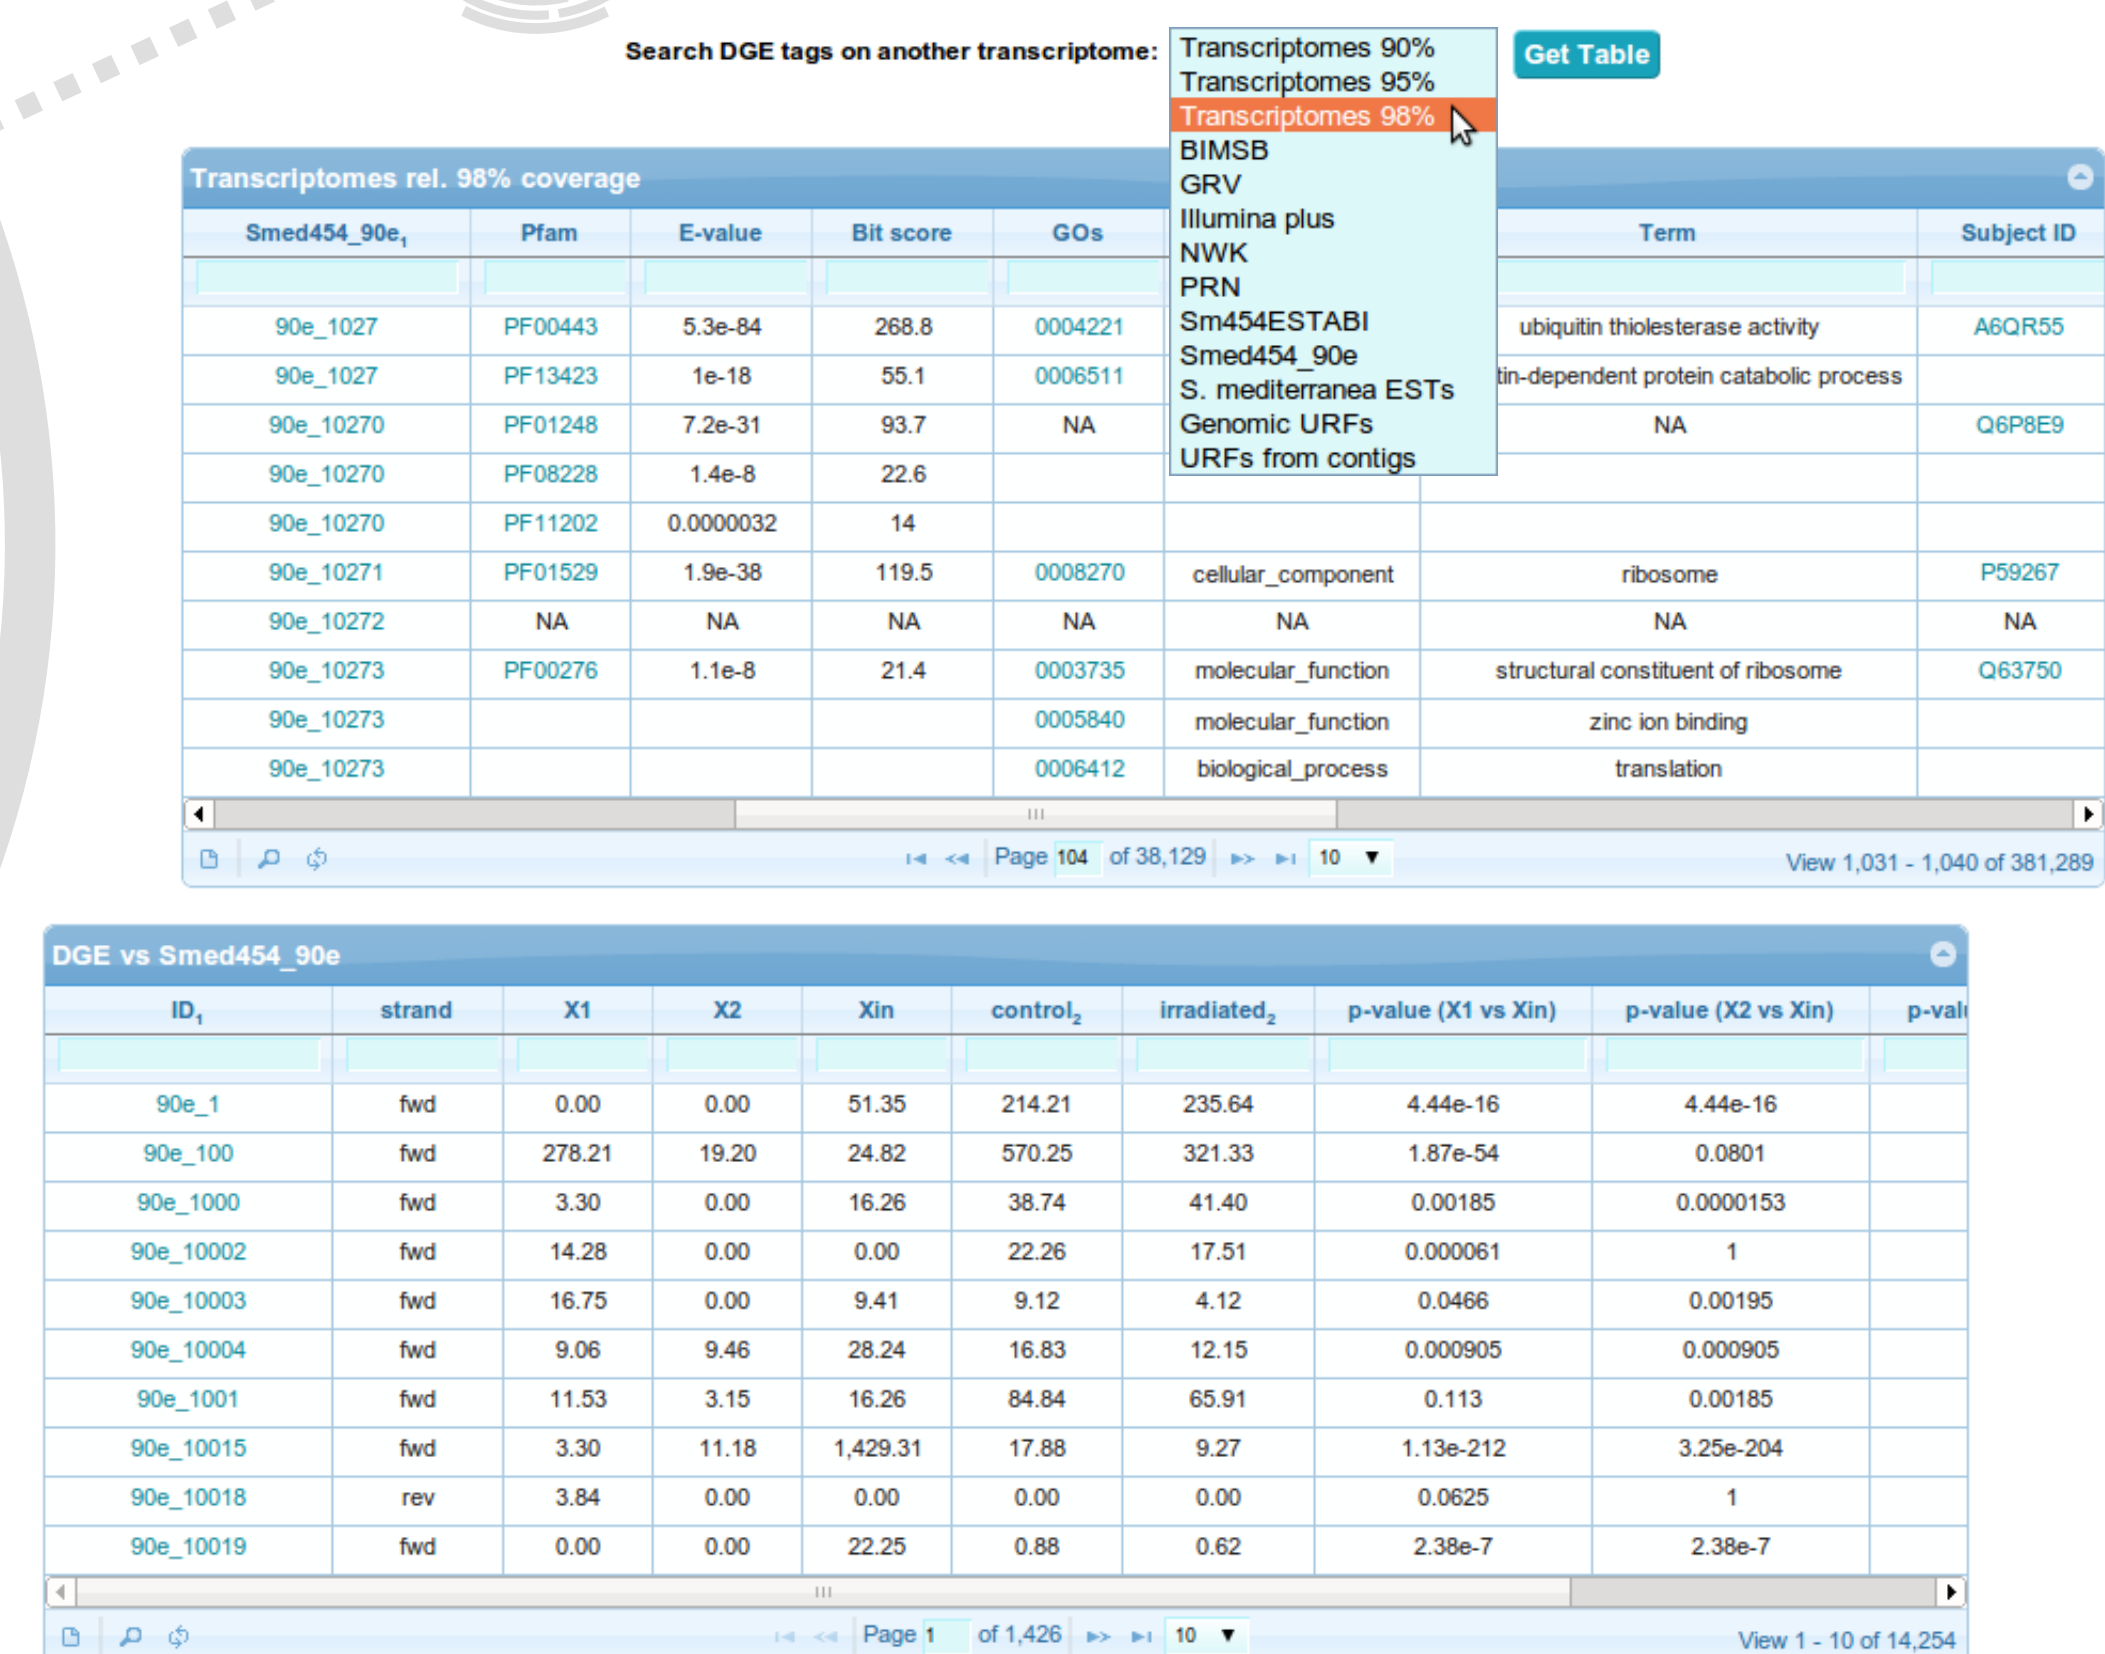 Search DGE tags on another transcriptome:
Transcriptomes 90%
Transcriptomes 95%
Transcriptomes 98%
BIMSB
GRV
Illumina plus
NWK
PRN
Sm454ESTABI
Smed454_90e
S. mediterranea ESTs
Genomic URFs
URFs from contigs
Get Table
Transcriptomes rel. 98% coverage
Smed454_90e1 Pfam E-value Bit score GOs Term Subject ID
90e_1027 PF00443 5.3e-84 268.8 0004221 ubiquitin thiolesterase activity A6QR55
90e_1027 PF13423 1e-18 55.1 0006511 tin-dependent protein catabolic process
90e_10270 PF01248 7.2e-31 93.7 NA NA Q6P8E9
90e_10270 PF08228 1.4e-8 22.6
90e_10270 PF11202 0.0000032 14
90e_10271 PF01529 1.9e-38 119.5 0008270 cellular_component ribosome P59267
90e_10272 NA NA NA NA NA NA NA
90e_10273 PF00276 1.1e-8 21.4 0003735 molecular_function structural constituent of ribosome Q63750
90e_10273 0005840 molecular_function zinc ion binding
90e_10273 0006412 biological_process translation
Page 104 of 38,129 10 View 1,031 - 1,040 of 381,289
DGE vs Smed454_90e
ID1 strand X1 X2 Xin control2 irradiated2 p-value (X1 vs Xin) p-value (X2 vs Xin) p-valu
90e_1 fwd 0.00 0.00 51.35 214.21 235.64 4.44e-16 4.44e-16
90e_100 fwd 278.21 19.20 24.82 570.25 321.33 1.87e-54 0.0801
90e_1000 fwd 3.30 0.00 16.26 38.74 41.40 0.00185 0.0000153
90e_10002 fwd 14.28 0.00 0.00 22.26 17.51 0.000061 1
90e_10003 fwd 16.75 0.00 9.41 9.12 4.12 0.0466 0.00195
90e_10004 fwd 9.06 9.46 28.24 16.83 12.15 0.000905 0.000905
90e_1001 fwd 11.53 3.15 16.26 84.84 65.91 0.113 0.00185
90e_10015 fwd 3.30 11.18 1,429.31 17.88 9.27 1.13e-212 3.25e-204
90e_10018 rev 3.84 0.00 0.00 0.00 0.00 0.0625 1
90e_10019 fwd 0.00 0.00 22.25 0.88 0.62 2.38e-7 2.38e-7
Page 1 of 1,426 10 View 1 - 10 of 14,254